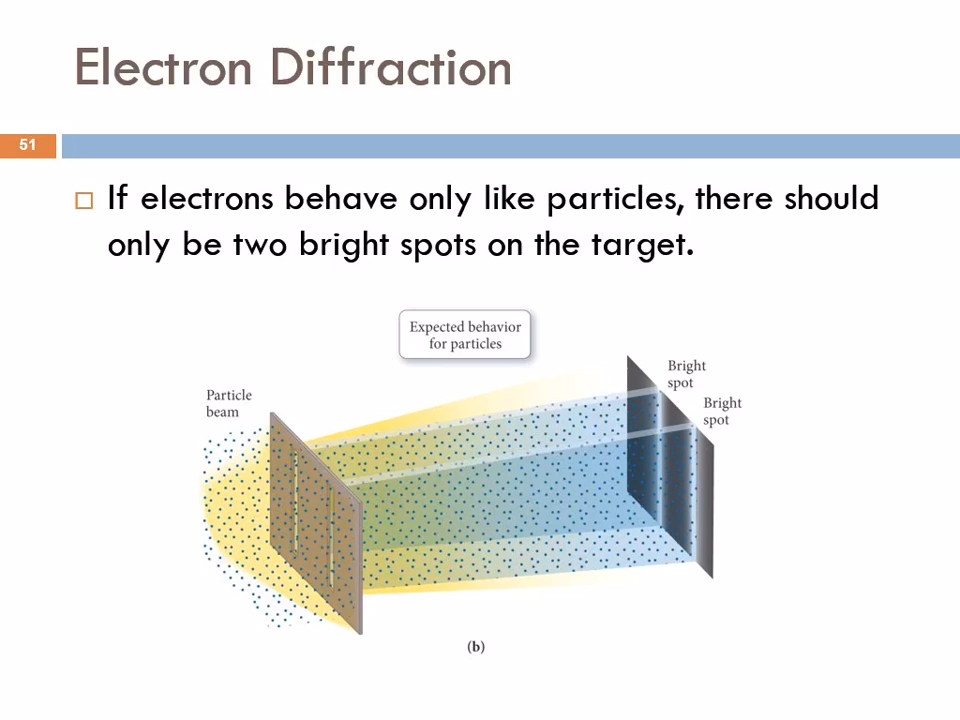 Electron Diffraction
51
If electrons behave only like particles, there should
only be two bright spots on the target.
Expected behavior
for particles
Bright
spot
Particle
beam
Bright
spot
(b)